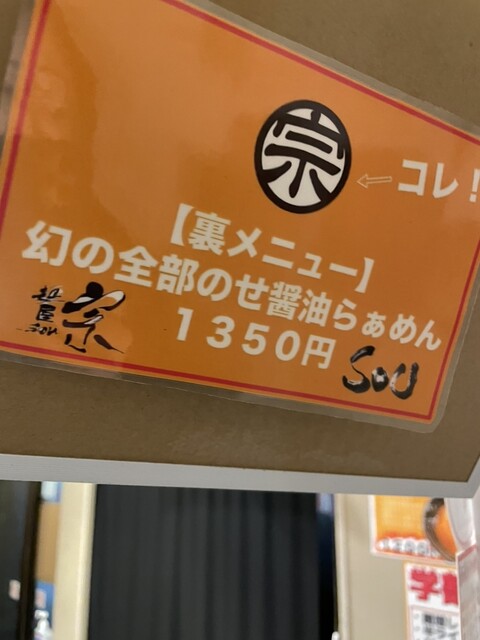 宗
←コレ!
【裏メニュー】
幻の全部のせ醤油らぁめん
1350円
麺屋 宗
sou
SOU
学